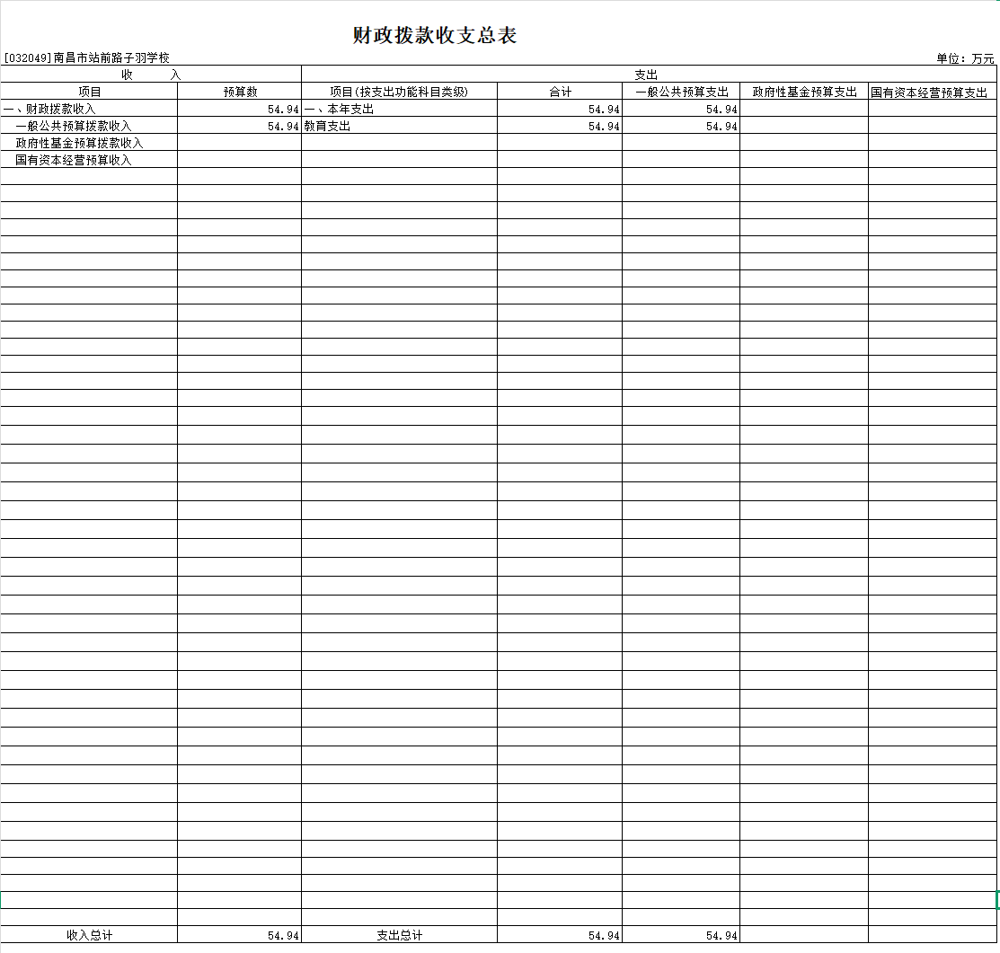 财政拨款收支总表
[032049]南昌市站前路子羽学校 单位：万元
收 入 支出
项目 预算数 项目(按支出功能科目类级) 合计 一般公共预算支出 政府性基金预算支出 国有资本经营预算支出
一、财政拨款收入 54.94 一、本年支出 54.94 54.94
一般公共预算拨款收入 54.94 教育支出 54.94 54.94
政府性基金预算拨款收入
国有资本经营预算收入
收入总计 54.94 支出总计 54.94 54.94